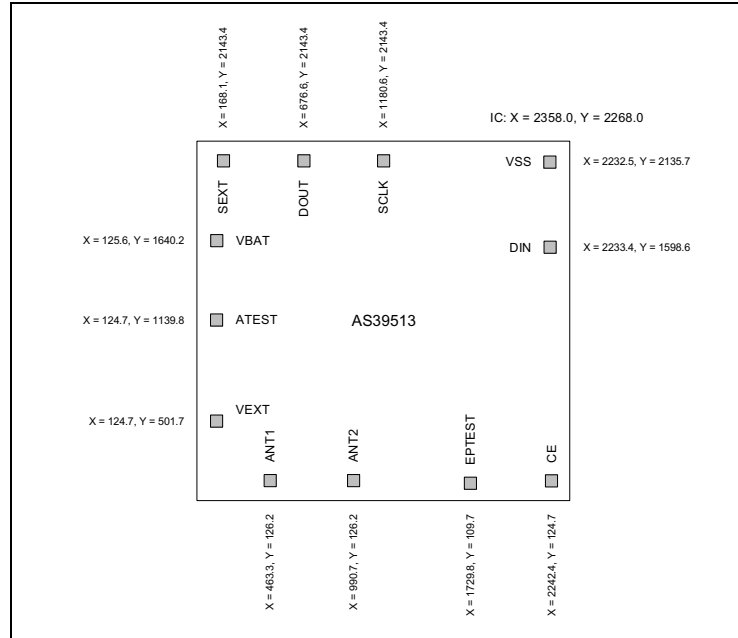 X = 168.1, Y = 2143.4
X = 676.6, Y = 2143.4
X = 1180.6, Y = 2143.4
IC: X = 2358.0, Y = 2268.0
SEXT
DOUT
SCLK
VSS
X = 2232.5, Y = 2135.7
X = 125.6, Y = 1640.2
VBAT
DIN
X = 2233.4, Y = 1598.6
X = 124.7, Y = 1139.8
ATEST
AS39513
X = 124.7, Y = 501.7
VEXT
ANT1
ANT2
EPTEST
CE
X = 463.3, Y = 126.2
X = 990.7, Y = 126.2
X = 1729.8, Y = 109.7
X = 2242.4, Y = 124.7